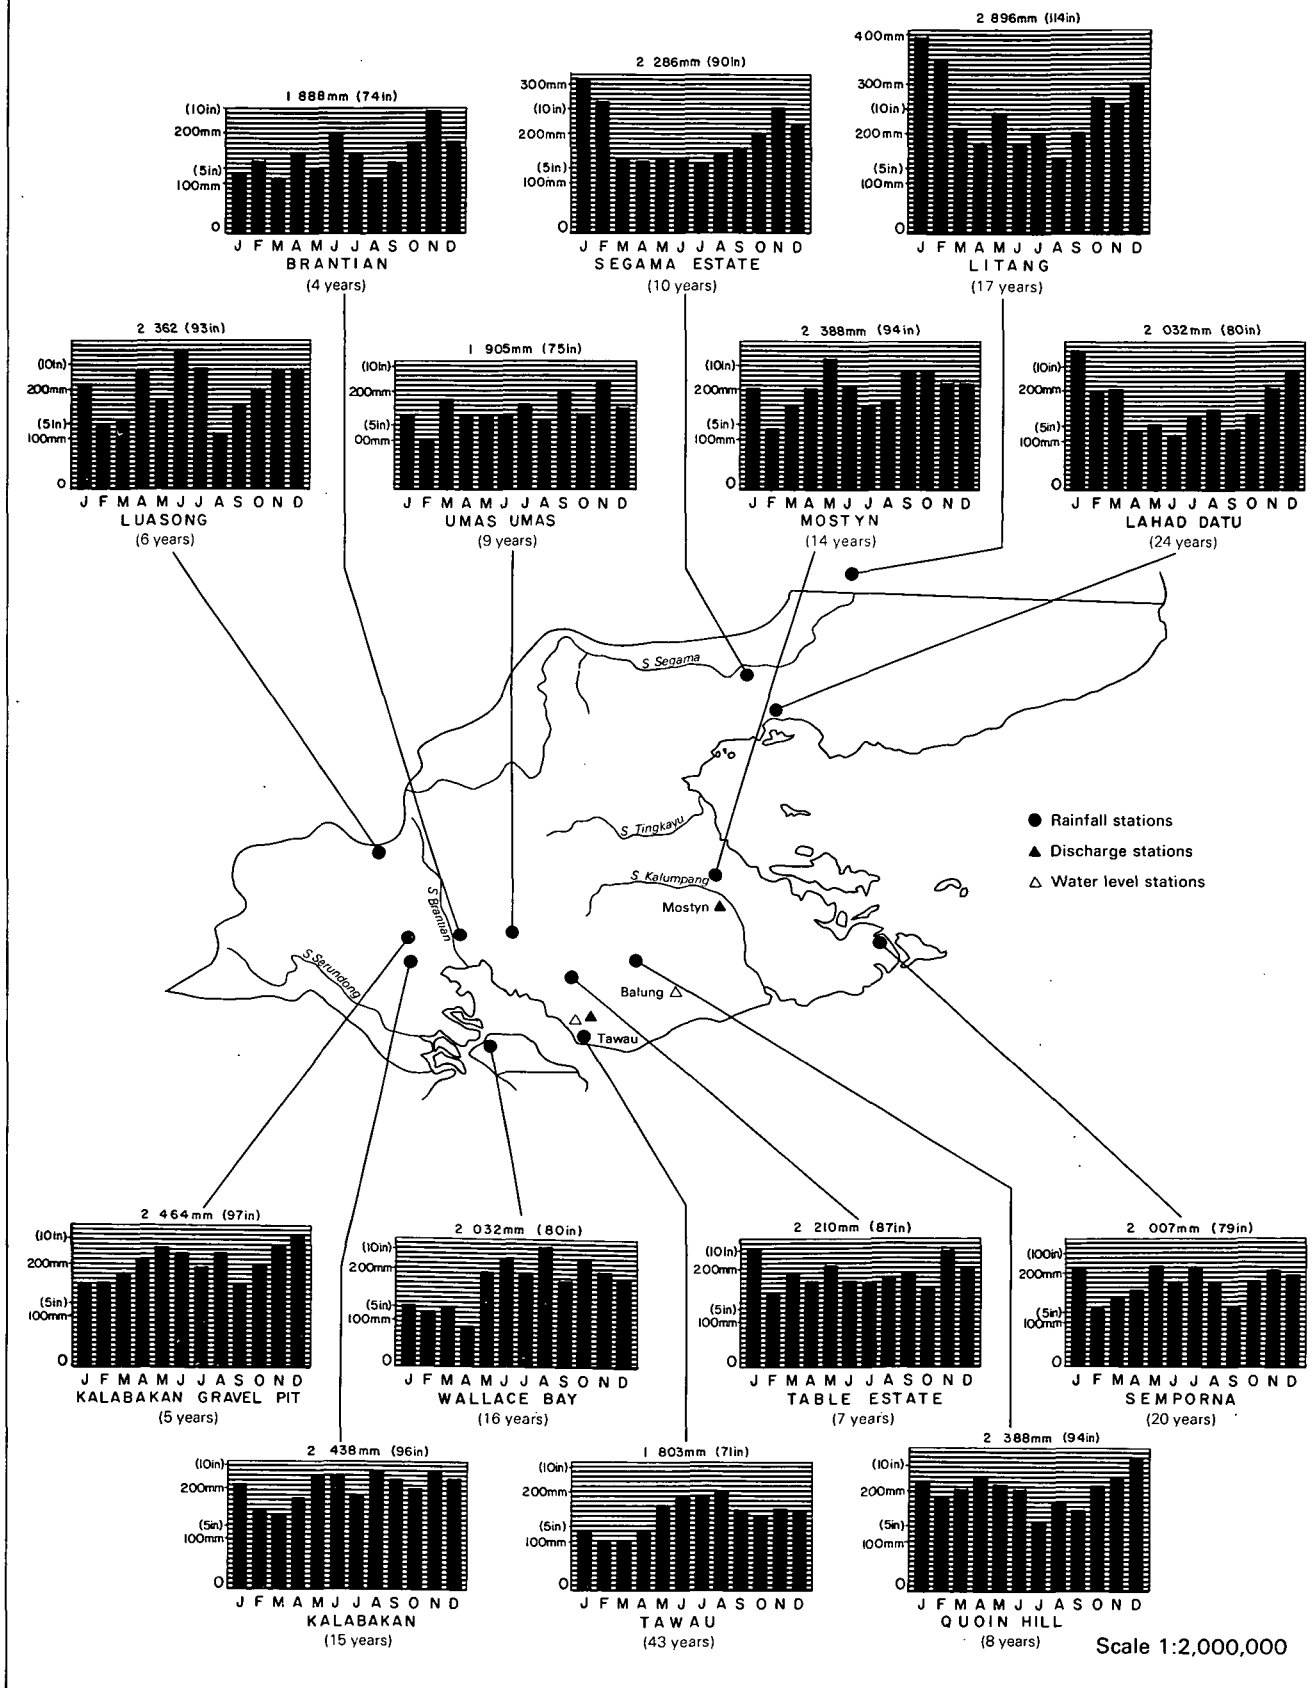 2 896mm (114in)
400mm
300mm
(10in)
200mm
(5in)
100mm
J F M A M J J A S O N D
LITANG
(17 years)
2 286mm (90in)
300mm
(10in)
200mm
(5in)
100mm
0
J F M A M J J A S O N D
SEGAMA ESTATE
(10 years)
1 888mm (74in)
(10in)
200mm
(5in)
100mm
0
J F M A M J J A S O N D
BRANTIAN
(4 years)
2 362 (93in)
(10in)
200mm
(5in)
100mm
0
J F M A M J J A S O N D
LUASONG
(6 years)
1 905mm (75in)
(10in)
200mm
(5in)
00mm
J F M A M J J A S O N D
UMAS UMAS
(9 years)
2 388mm (94in)
(10in)
200mm
(5in)
100mm
0
J F M A M J J A S O N D
MOSTYN
(14 years)
2 032mm (80in)
(10in)
200mm
(5in)
100mm
0
J F M A M J J A S O N D
LAHAD DATU
(24 years)
S Segama
S Tingkayu
S Kalumpang
Mostyn
S Brantian
S Serundong
Balung
Tawau
Rainfall stations
Discharge stations
Water level stations
2 464mm (97in)
(10in)
200mm
(5in)
100mm
0
J F M A M J J A S O N D
KALABAKAN GRAVEL PIT
(5 years)
2 032mm (80in)
(10in)
200mm
(5in)
100mm
0
J F M A M J J A S O N D
WALLACE BAY
(16 years)
2 210mm (87in)
(10in)
200mm
(5in)
100mm
0
J F M A M J J A S O N D
TABLE ESTATE
(7 years)
2 007mm (79in)
(100in)
200mm
(5in)
100mm
0
J F M A M J J A S O N D
SEMPORNA
(20 years)
2 438mm (96in)
(10in)
200mm
(5in)
100mm
0
J F M A M J J A S O N D
KALABAKAN
(15 years)
1 803mm (71in)
(10in)
200mm
(5in)
100mm
0
J F M A M J J A S O N D
TAWAU
(43 years)
2 388mm (94in)
(10in)
200mm
(5in)
100mm
0
J F M A M J J A S O N D
QUOIN HILL
(8 years)
Scale 1:2,000,000